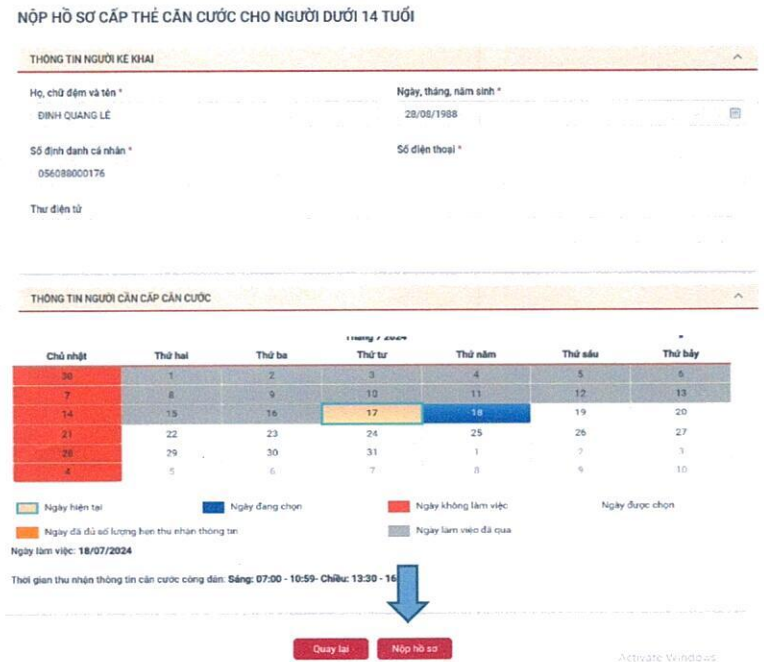 NỘP HỒ SƠ CẤP THẺ CĂN CƯỚC CHO NGƯỜI DƯỚI 14 TUỔI
THÔNG TIN NGƯỜI KÊ KHAI
Họ, chữ đệm và tên *
Ngày, tháng, năm sinh *
ĐINH QUANG LÊ
28/08/1988
Số định danh cá nhân *
Số điện thoại *
056088000176
Thư điện tử
THÔNG TIN NGƯỜI CẦN CẤP CĂN CƯỚC
Tháng 7 2024
Chủ nhật Thứ hai Thứ ba Thứ tư Thứ năm Thứ sáu Thứ bảy
30 1 2 3 4 5 6
7 8 9 10 11 12 13
14 15 16 17 18 19 20
21 22 23 24 25 26 27
28 29 30 31 1 2 3
4 5 6 7 8 9 10
Ngày hiện tại Ngày đang chọn Ngày không làm việc Ngày được chọn
Ngày đã đủ số lượng hẹn thu nhận thông tin Ngày làm việc đã qua
Ngày làm việc: 18/07/2024
Thời gian thu nhận thông tin căn cước công dân: Sáng: 07:00 - 10:59- Chiều: 13:30 - 16
Quay lại Nộp hồ sơ
Activate Windows